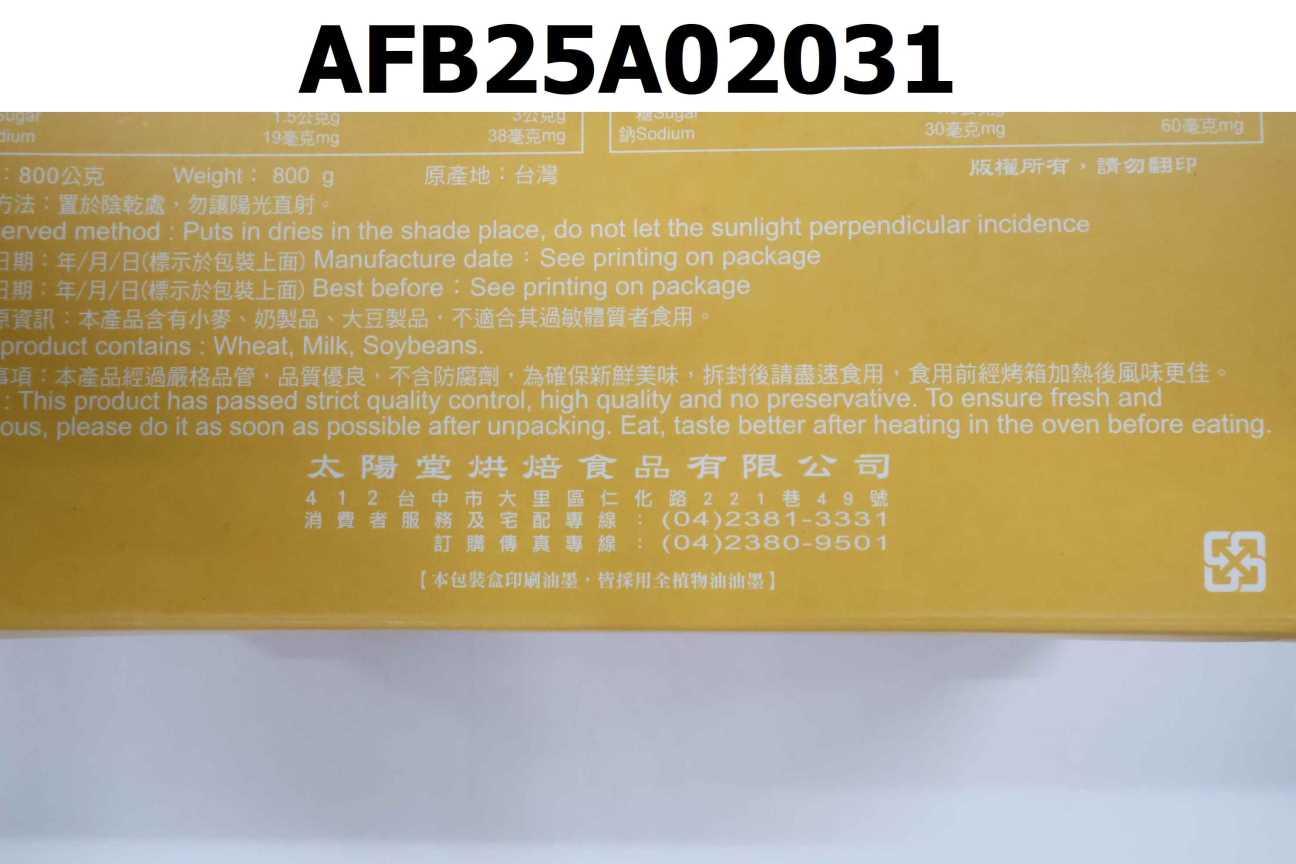 AFB25A02031
1.5公克g 3公克g 糖Sugar
19毫克mg 38毫克mg 鈉Sodium 30毫克mg 60毫克mg
：800公克 Weight： 800 g 原產地：台灣 版權所有，請勿翻印
方法：置於陰乾處，勿讓陽光直射。
erved method : Puts in dries in the shade place, do not let the sunlight perpendicular incidence
日期：年/月/日(標示於包裝上面) Manufacture date：See printing on package
日期：年/月/日(標示於包裝上面) Best before：See printing on package
原資訊：本產品含有小麥、奶製品、大豆製品，不適合其過敏體質者食用。
product contains : Wheat, Milk, Soybeans.
事項：本產品經過嚴格品管，品質優良，不含防腐劑，為確保新鮮美味，拆封後請盡速食用，食用前經烤箱加熱後風味更佳。
: This product has passed strict quality control, high quality and no preservative. To ensure fresh and
ous, please do it as soon as possible after unpacking. Eat, taste better after heating in the oven before eating.
太陽堂烘焙食品有限公司
412台中市大里區仁化路221巷49號
消費者服務及宅配專線：(04)2381-3331
訂購傳真專線：(04)2380-9501
【本包裝盒印刷油墨，皆採用全植物油油墨】